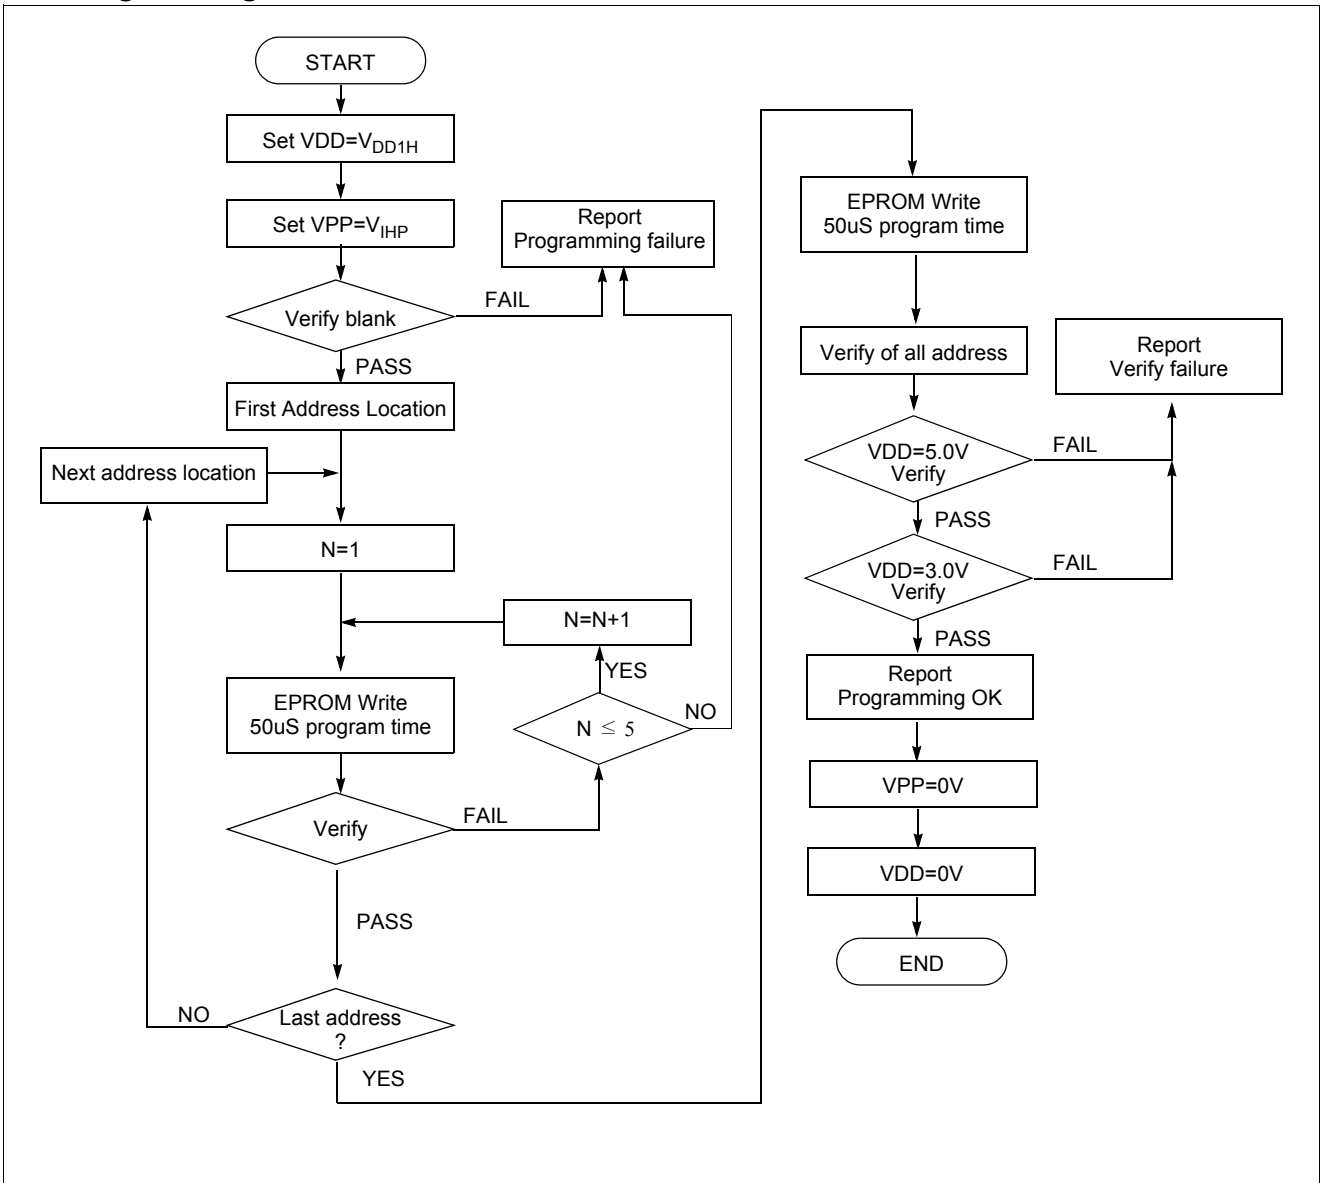 START
Set VDD=VDD1H
Set VPP=VIHP
Report
Programming failure
Verify blank
FAIL
PASS
First Address Location
Next address location
N=1
N=N+1
YES
EPROM Write
50uS program time
N ≤ 5
NO
Verify
FAIL
PASS
Last address
?
NO
YES
EPROM Write
50uS program time
Verify of all address
Report
Verify failure
VDD=5.0V
Verify
FAIL
PASS
VDD=3.0V
Verify
FAIL
PASS
Report
Programming OK
VPP=0V
VDD=0V
END